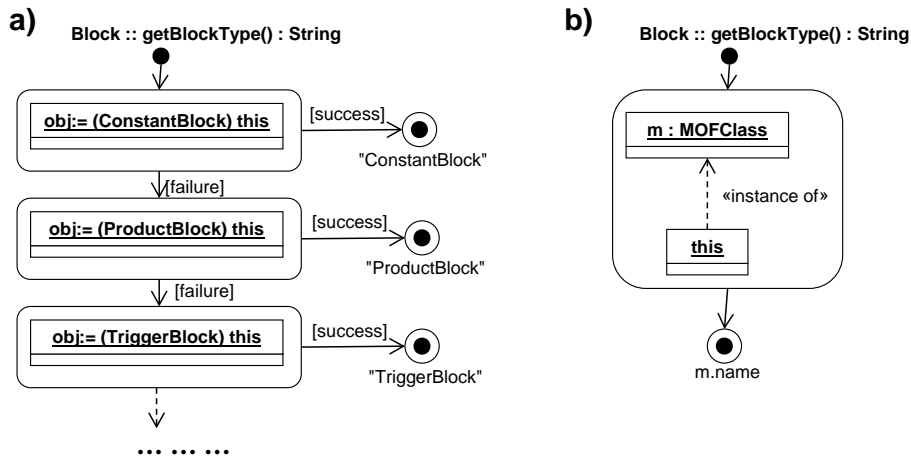 a)
Block :: getBlockType() : String
obj:= (ConstantBlock) this
[success]
"ConstantBlock"
[failure]
obj:= (ProductBlock) this
[success]
"ProductBlock"
[failure]
obj:= (TriggerBlock) this
[success]
"TriggerBlock"
... ... ...
b)
Block :: getBlockType() : String
m : MOFClass
«instance of»
this
m.name